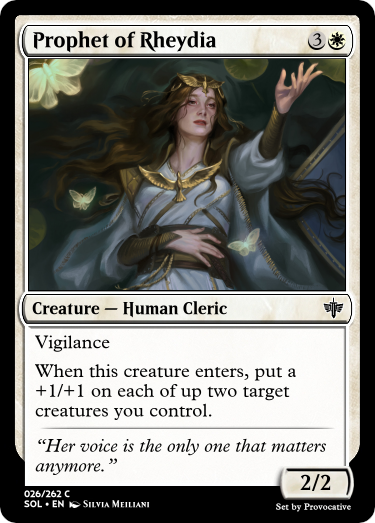 Prophet of Rheydia 3
Creature — Human Cleric
Vigilance
When this creature enters, put a
+1/+1 on each of up two target
creatures you control.
“Her voice is the only one that matters
anymore.”
2/2
026/262 C
SOL • EN Silvia Meiliani
Set by Provocative